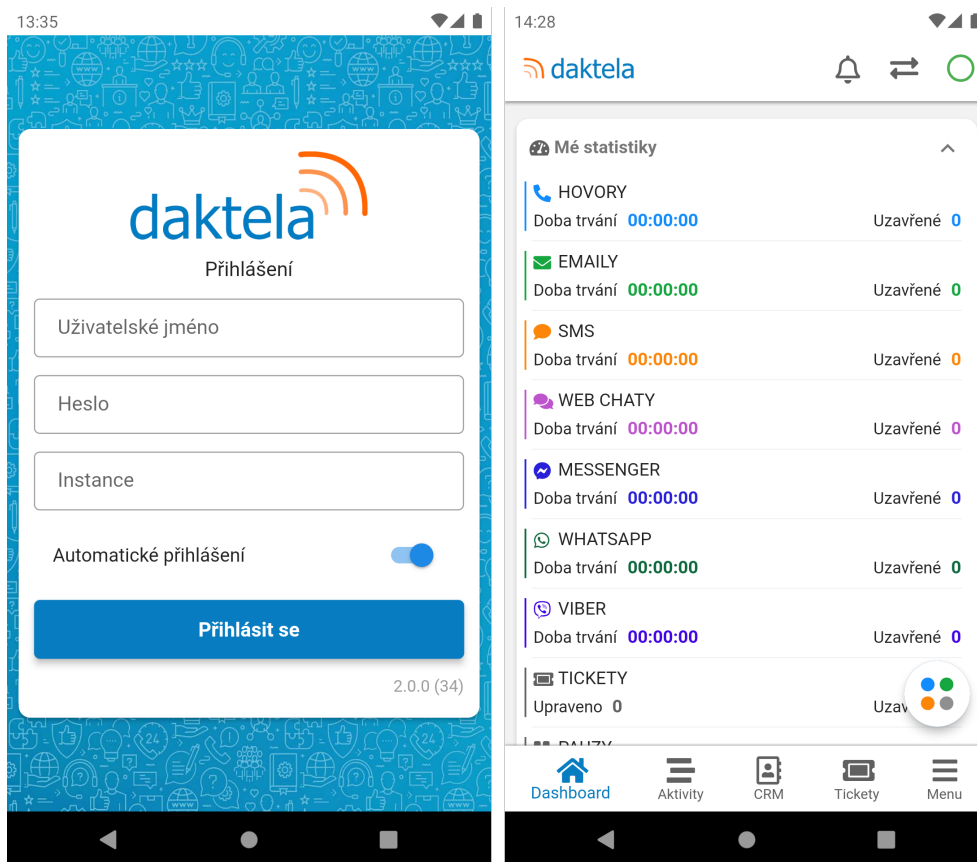 13:35
daktela
Přihlášení
Uživatelské jméno
Heslo
Instance
Automatické přihlášení
Přihlásit se
2.0.0 (34)
14:28
daktela
Mé statistiky
HOVORY
Doba trvání 00:00:00 Uzavřené 0
EMAILY
Doba trvání 00:00:00 Uzavřené 0
SMS
Doba trvání 00:00:00 Uzavřené 0
WEB CHATY
Doba trvání 00:00:00 Uzavřené 0
MESSENGER
Doba trvání 00:00:00 Uzavřené 0
WHATSAPP
Doba trvání 00:00:00 Uzavřené 0
VIBER
Doba trvání 00:00:00 Uzavřené 0
TICKETY
Upraveno 0
Dashboard Aktivity CRM Tickety Menu